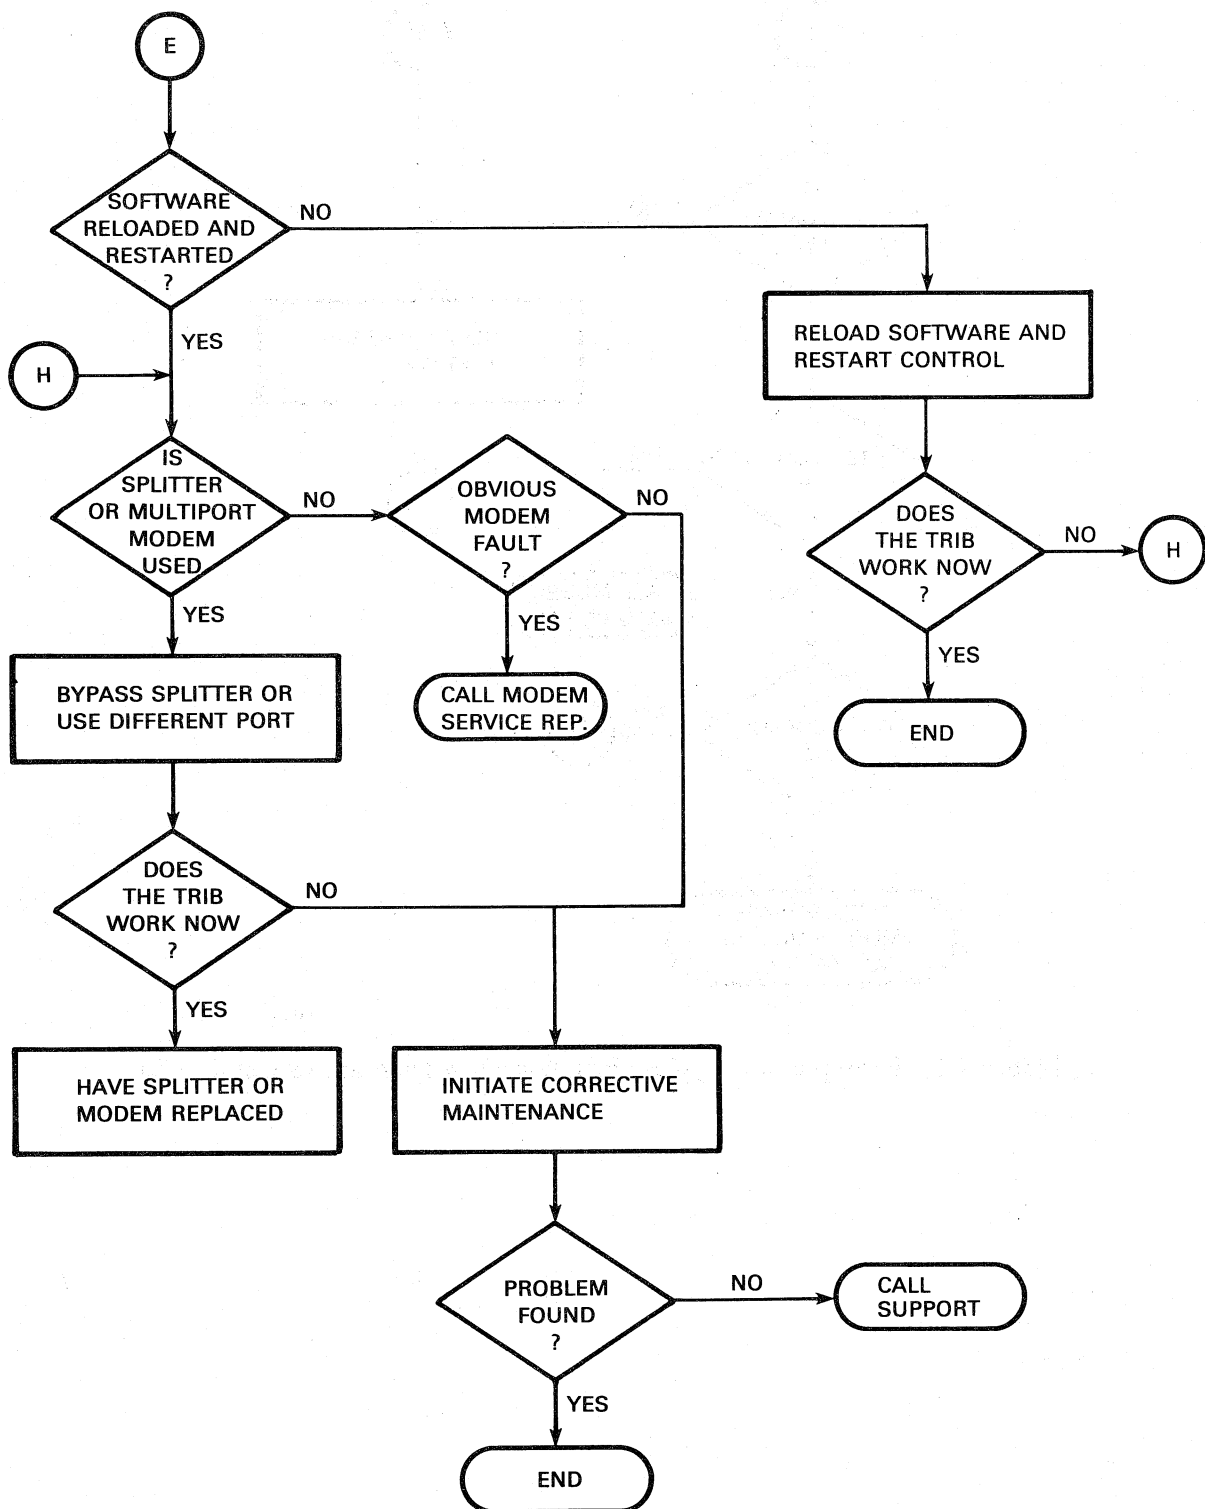 E
SOFTWARE
RELOADED AND
RESTARTED
?
NO
YES
H
RELOAD SOFTWARE AND
RESTART CONTROL
IS
SPLITTER
OR MULTIPORT
MODEM
USED
NO
YES
OBVIOUS
MODEM
FAULT
?
NO
YES
CALL MODEM
SERVICE REP.
DOES
THE TRIB
WORK NOW
?
NO
H
YES
END
BYPASS SPLITTER OR
USE DIFFERENT PORT
DOES
THE TRIB
WORK NOW
?
NO
YES
HAVE SPLITTER OR
MODEM REPLACED
INITIATE CORRECTIVE
MAINTENANCE
PROBLEM
FOUND
?
NO
CALL
SUPPORT
YES
END